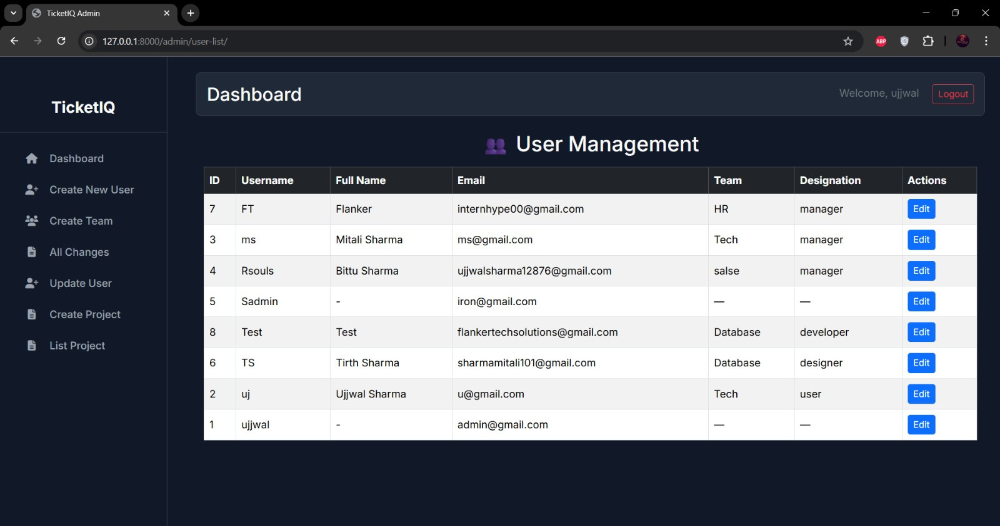 TicketIQ Admin
127.0.0.1:8000/admin/user-list/
ABP
TicketIQ
Dashboard
Create New User
Create Team
All Changes
Update User
Create Project
List Project
Dashboard
Welcome, ujjwal Logout
User Management
ID Username Full Name Email Team Designation Actions
7 FT Flanker internhype00@gmail.com HR manager Edit
3 ms Mitali Sharma ms@gmail.com Tech manager Edit
4 Rsouls Bittu Sharma ujjwalsharma12876@gmail.com salse manager Edit
5 Sadmin - iron@gmail.com — — Edit
8 Test Test flankertechsolutions@gmail.com Database developer Edit
6 TS Tirth Sharma sharmamitali101@gmail.com Database designer Edit
2 uj Ujjwal Sharma u@gmail.com Tech user Edit
1 ujjwal - admin@gmail.com — — Edit